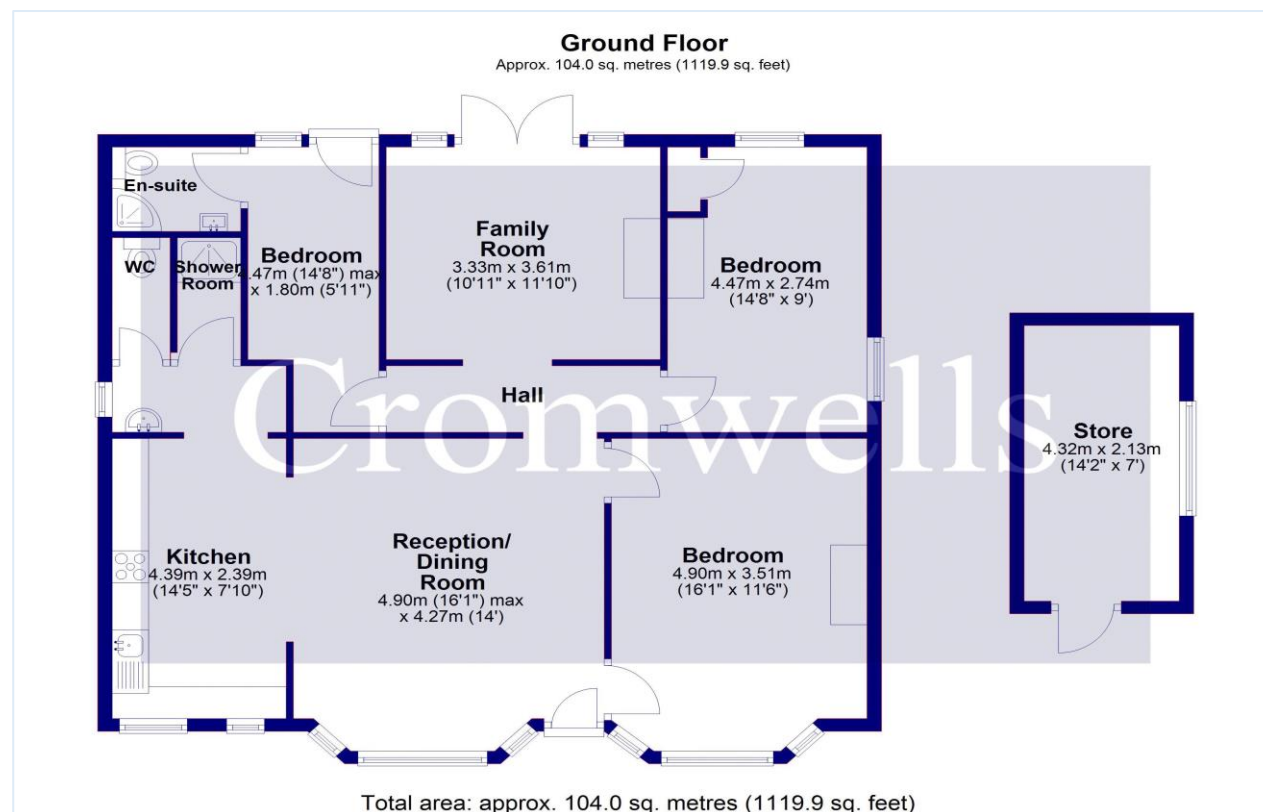 Ground Floor
Approx. 104.0 sq. metres (1119.9 sq. feet)
En-suite
WC
Shower
Room
Bedroom
4.47m (14'8") max
x 1.80m (5'11")
Family
Room
3.33m x 3.61m
(10'11" x 11'10")
Bedroom
4.47m x 2.74m
(14'8" x 9')
Hall
Cromwells
Store
4.32m x 2.13m
(14'2" x 7')
Kitchen
4.39m x 2.39m
(14'5" x 7'10")
Reception/
Dining
Room
4.90m (16'1") max
x 4.27m (14')
Bedroom
4.90m x 3.51m
(16'1" x 11'6")
Total area: approx. 104.0 sq. metres (1119.9 sq. feet)